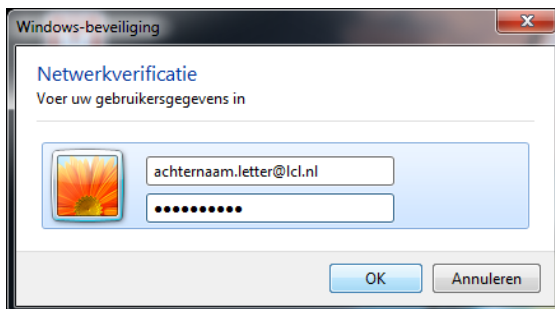 Windows-beveiliging
Netwerkverificatie
Voer uw gebruikersgegevens in
achternaam.letter@lcl.nl
●●●●●●●●●●
OK
Annuleren